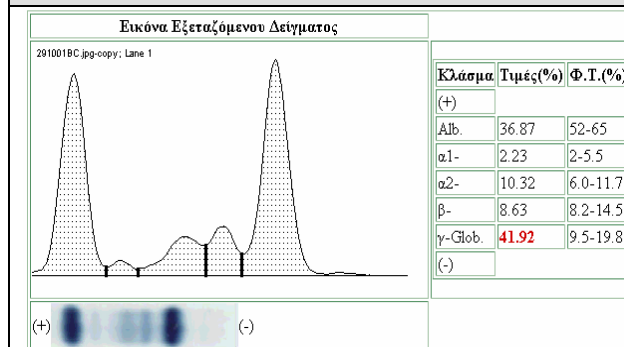 Εικόνα Εξεταζόμενου Δείγματος
291001BC.jpg-copy; Lane 1
Κλάσμα Τιμές(%) Φ.Τ.(%)
(+)
Alb. 36.87 52-65
α1- 2.23 2-5.5
α2- 10.32 6.0-11.7
β- 8.63 8.2-14.5
γ-Glob. 41.92 9.5-19.8
(-)
(+) (-)